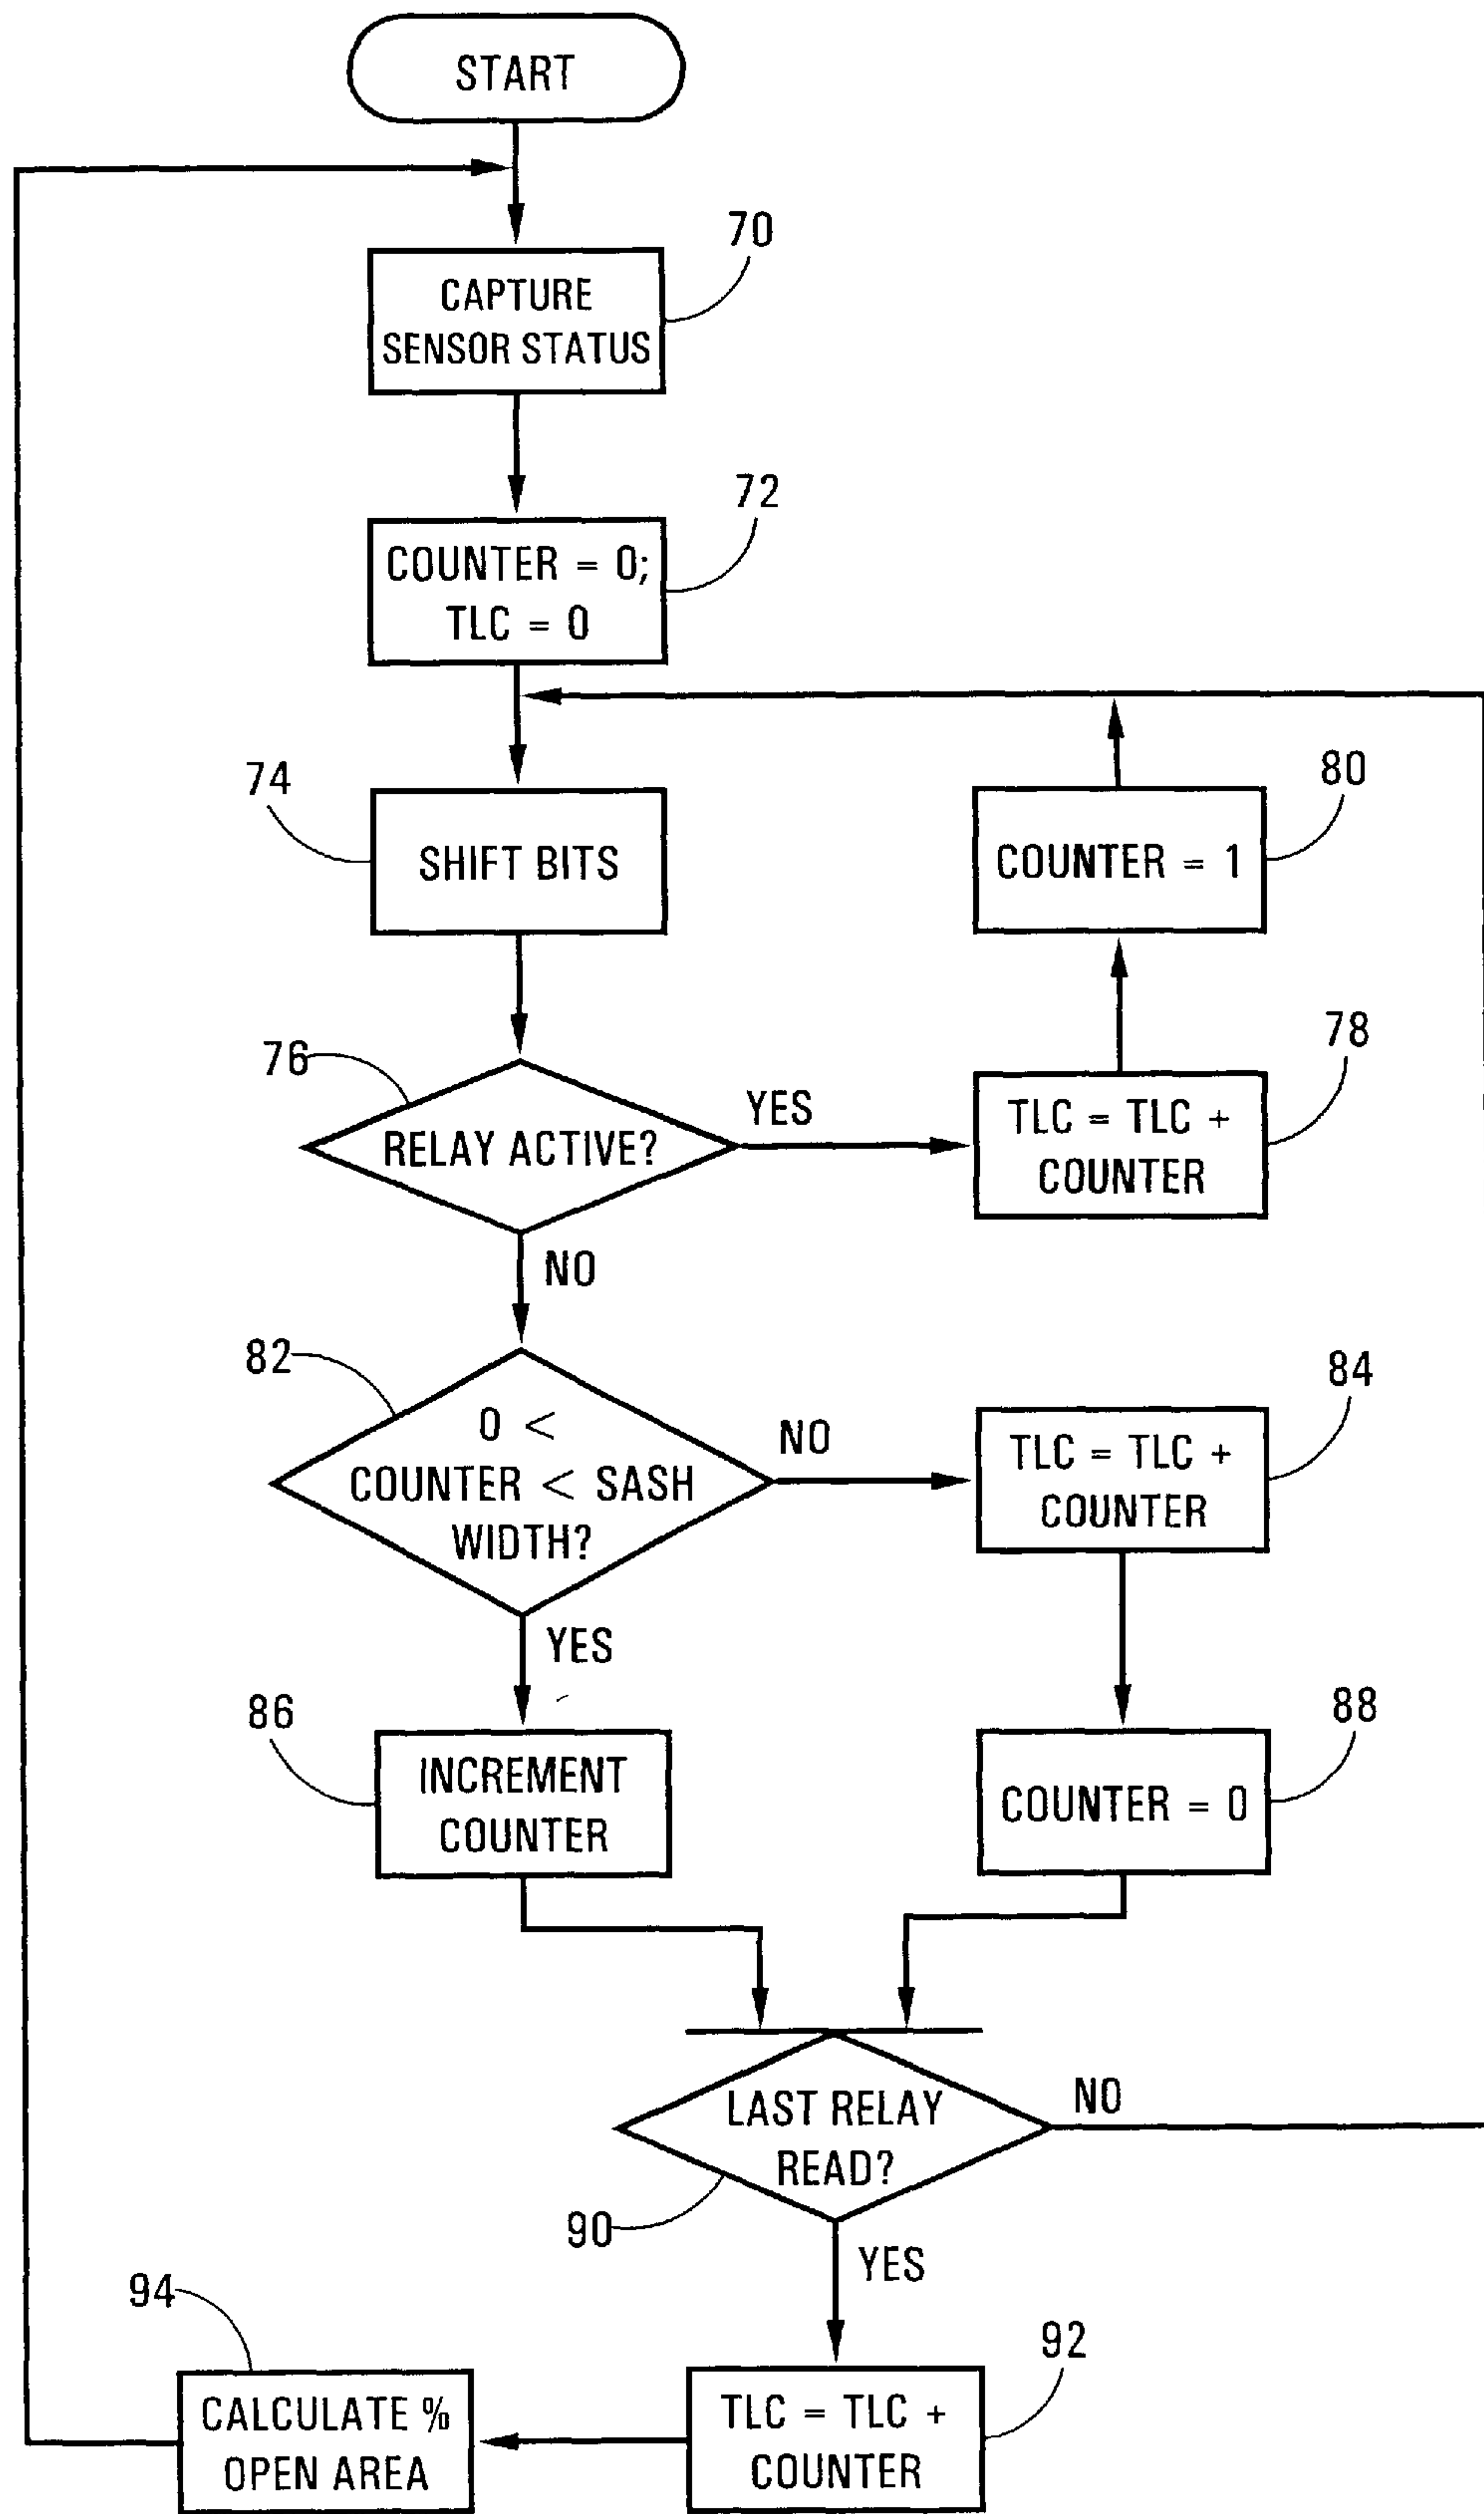 START
70
CAPTURE
SENSOR STATUS
72
COUNTER = 0;
TLC = 0
74
SHIFT BITS
80
COUNTER = 1
76
RELAY ACTIVE?
YES
78
TLC = TLC +
COUNTER
NO
82
0 <
COUNTER < SASH
WIDTH?
NO
84
TLC = TLC +
COUNTER
YES
86
INCREMENT
COUNTER
88
COUNTER = 0
LAST RELAY
READ?
NO
90
YES
94
CALCULATE %
OPEN AREA
92
TLC = TLC +
COUNTER